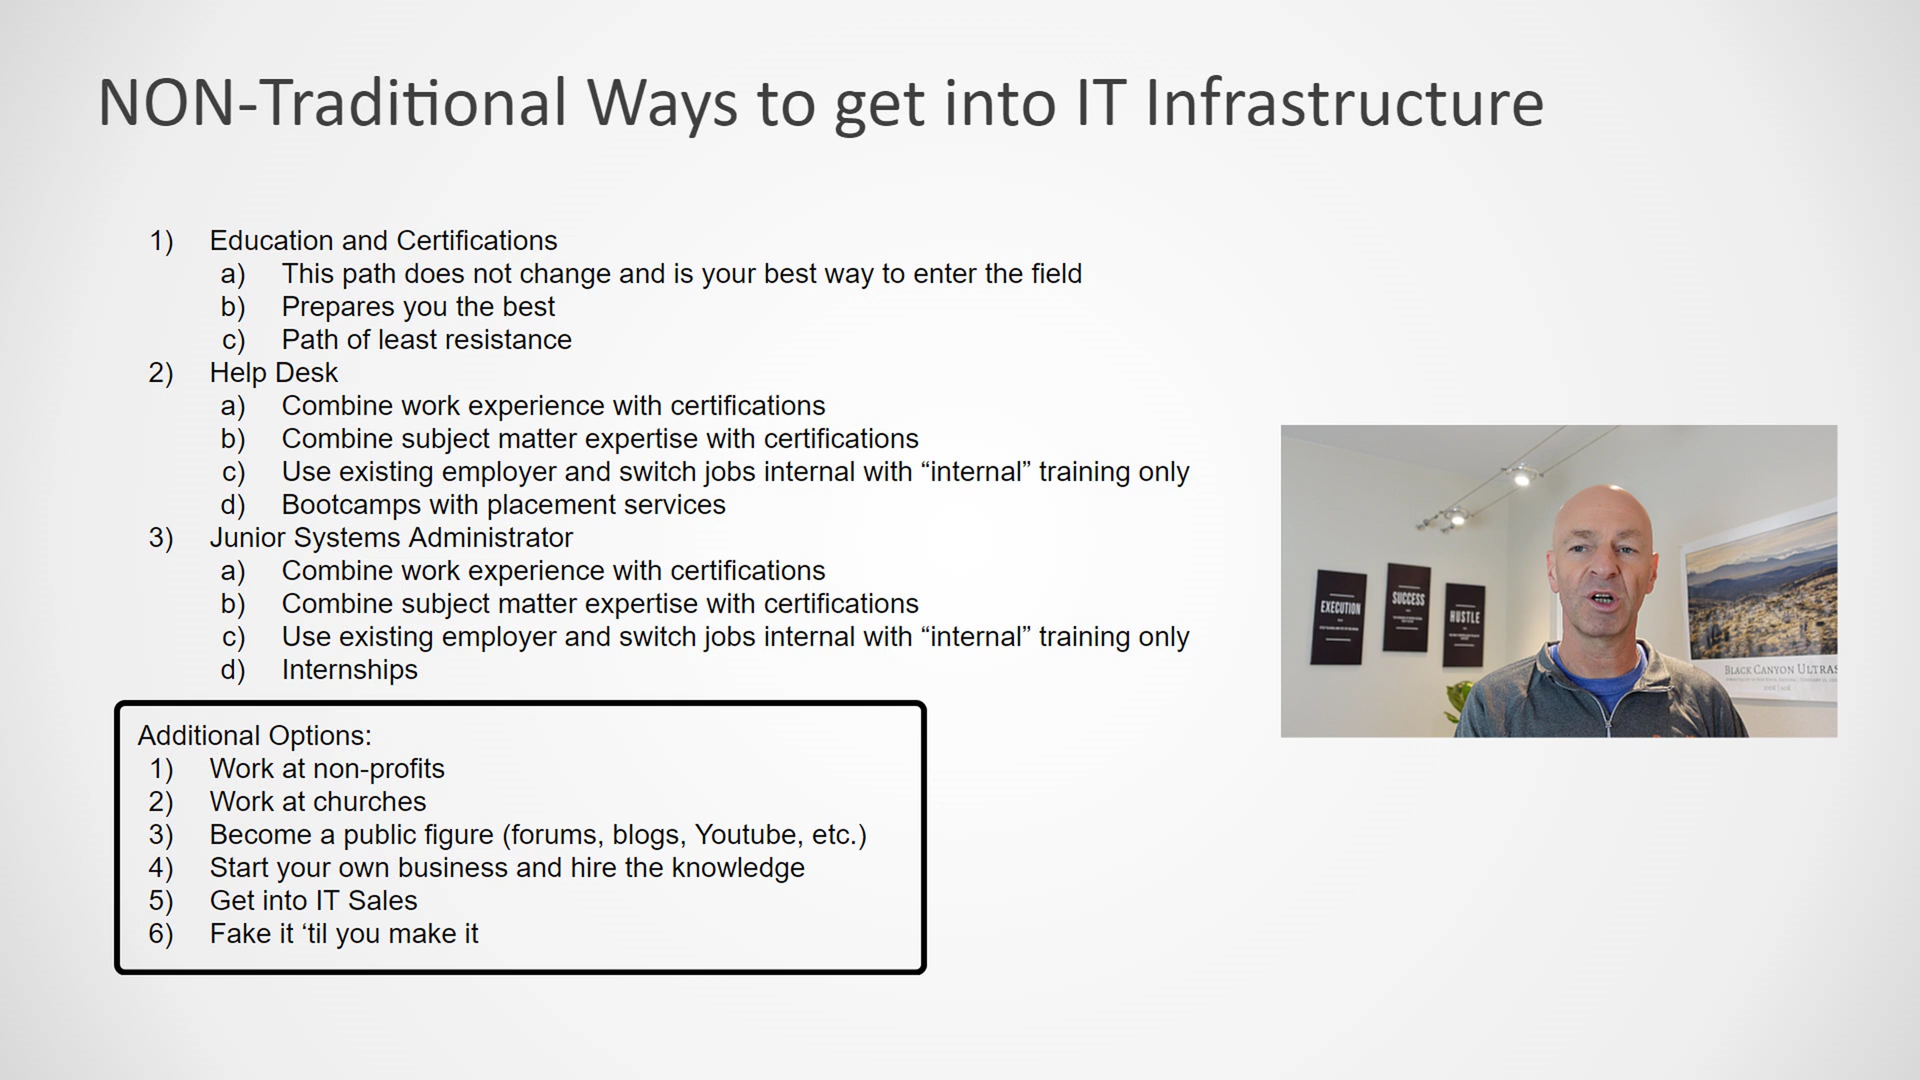 NON-Traditional Ways to get into IT Infrastructure
1) Education and Certifications
a) This path does not change and is your best way to enter the field
b) Prepares you the best
c) Path of least resistance
2) Help Desk
a) Combine work experience with certifications
b) Combine subject matter expertise with certifications
c) Use existing employer and switch jobs internal with “internal” training only
d) Bootcamps with placement services
3) Junior Systems Administrator
a) Combine work experience with certifications
b) Combine subject matter expertise with certifications
c) Use existing employer and switch jobs internal with “internal” training only
d) Internships
Additional Options:
1) Work at non-profits
2) Work at churches
3) Become a public figure (forums, blogs, Youtube, etc.)
4) Start your own business and hire the knowledge
5) Get into IT Sales
6) Fake it ‘til you make it
EXECUTION
SUCCESS
HUSTLE
BLACK CANYON ULTRAS